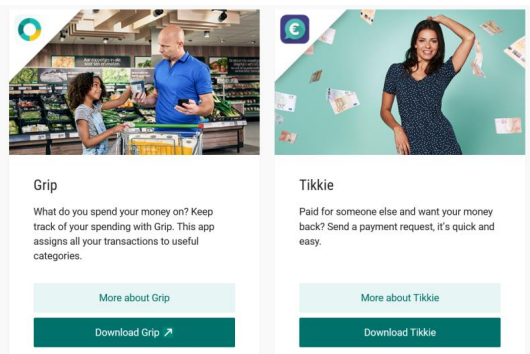 Grip
What do you spend your money on? Keep
track of your spending with Grip. This app
assigns all your transactions to useful
categories.
More about Grip
Download Grip
Tikkie
Paid for someone else and want your money
back? Send a payment request, it's quick and
easy.
More about Tikkie
Download Tikkie